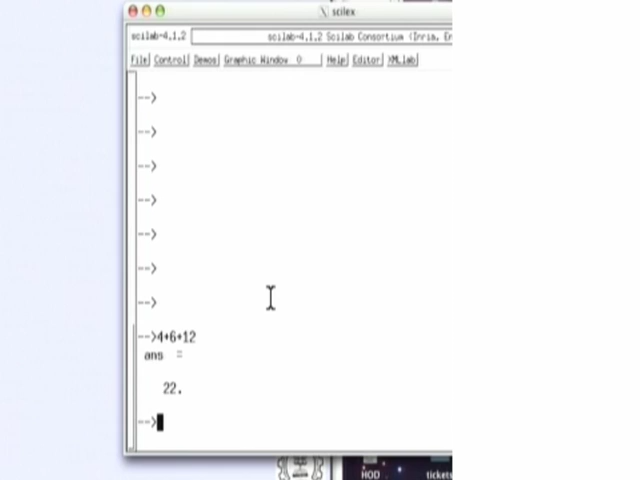 scilex
scilab-4.1.2 scilab-4.1.2 Scilab Consortium (Inria, En
File Control Demos Graphic Window 0 Help Editor XMLlab
-->
-->
-->
-->
-->
-->
-->
-->4+6+12
ans =
22.
-->
HOD tickets